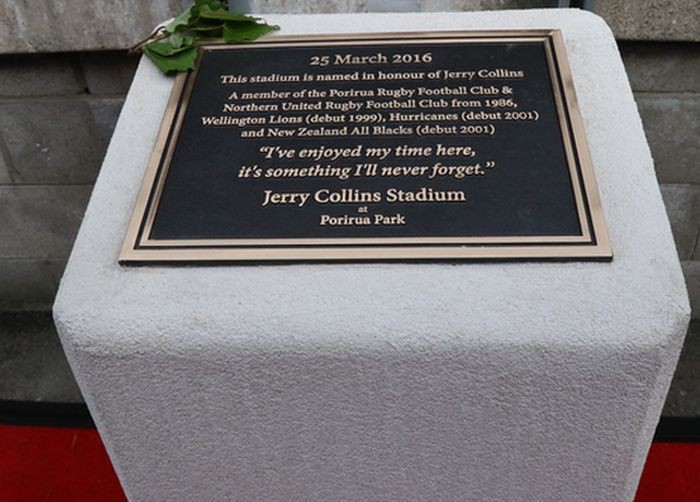 25 March 2016
This stadium is named in honour of Jerry Collins
A member of the Porirua Rugby Football Club &
Northern United Rugby Football Club from 1986,
Wellington Lions (debut 1999), Hurricanes (debut 2001)
and New Zealand All Blacks (debut 2001)
“I've enjoyed my time here,
it's something I'll never forget.”
Jerry Collins Stadium
at
Porirua Park